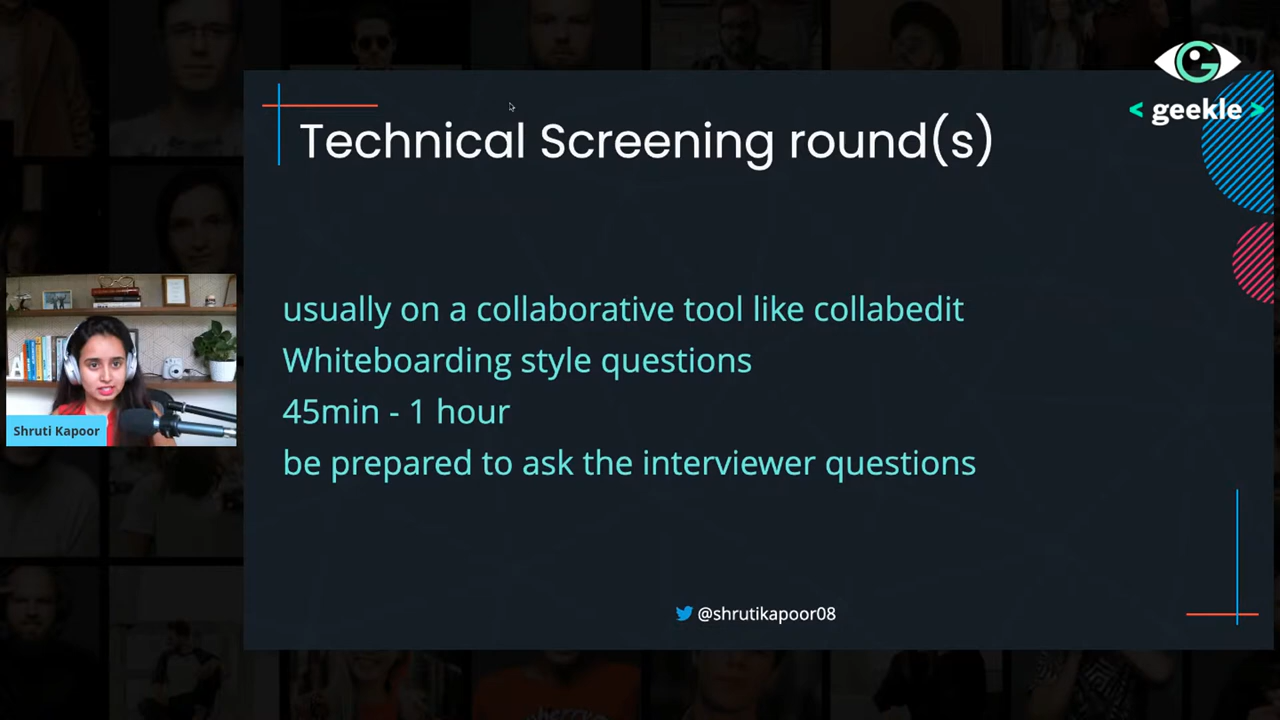 < geekle >
Technical Screening round(s)
usually on a collaborative tool like collabedit
Whiteboarding style questions
45min - 1 hour
be prepared to ask the interviewer questions
Shruti Kapoor
@shrutikapoor08